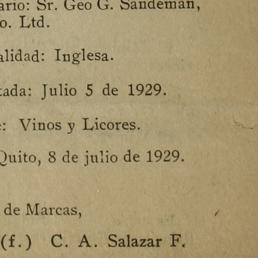 ario: Sr. Geo G. Sandeman,
o. Ltd.
alidad: Inglesa.
tada: Julio 5 de 1929.
: Vinos y Licores.
Quito, 8 de julio de 1929.
de Marcas,
(f.) C. A. Salazar F.